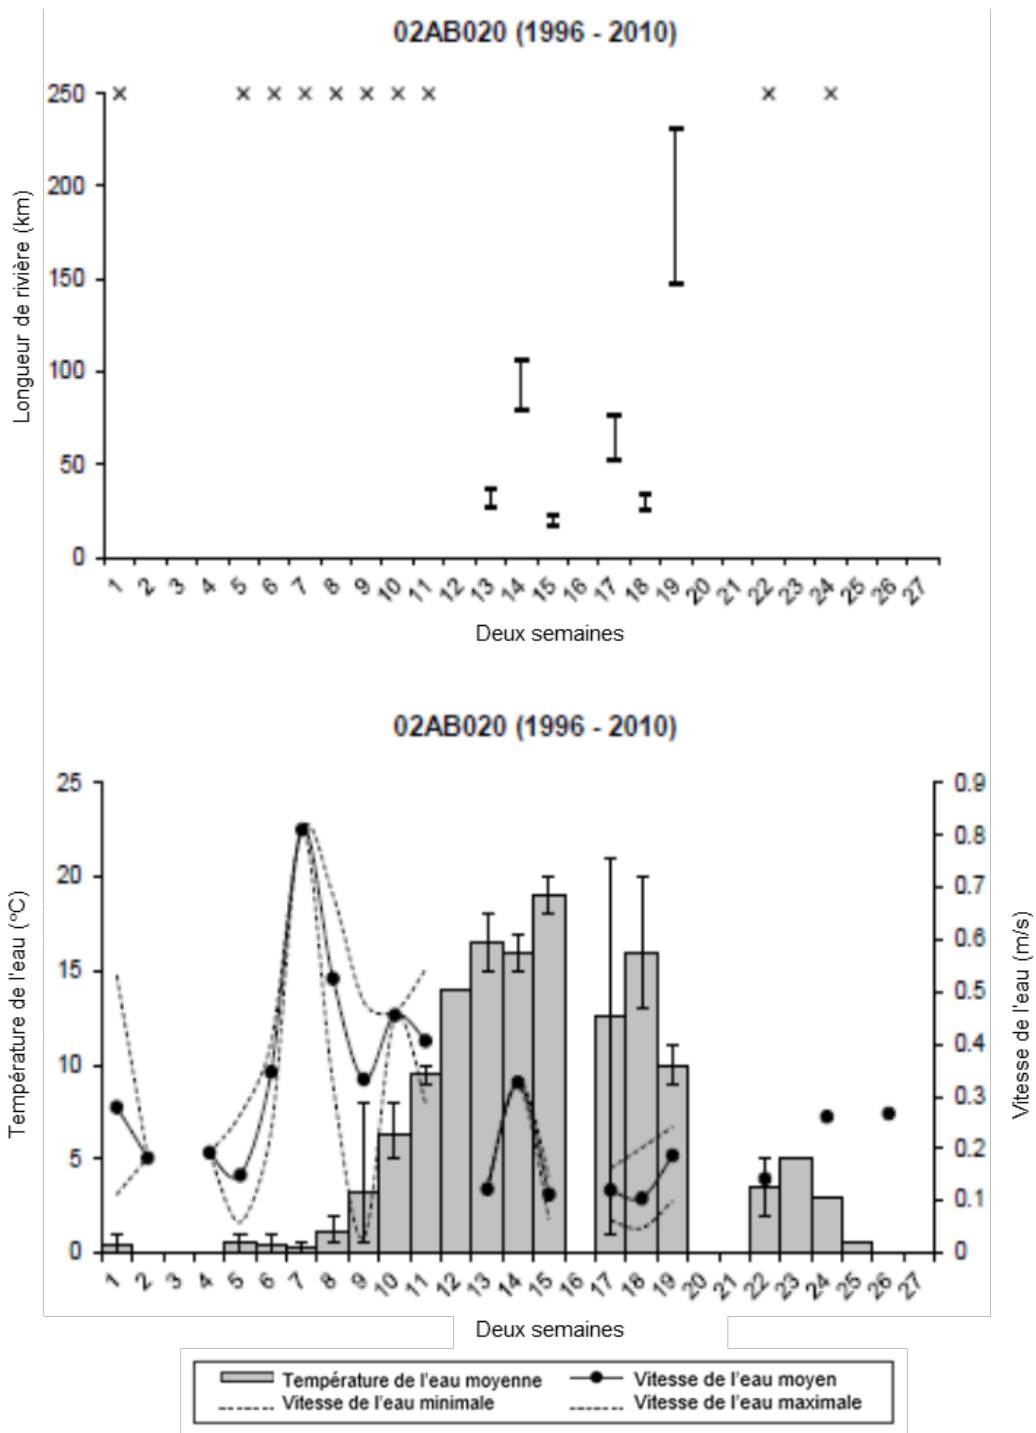 02AB020 (1996 - 2010)
Longueur de rivière (km)
250
200
150
100
50
0
1 2 3 4 5 6 7 8 9 10 11 12 13 14 15 16 17 18 19 20 21 22 23 24 25 26 27
Deux semaines
02AB020 (1996 - 2010)
Température de l'eau (°C)
25
20
15
10
5
0
0.9
0.8
0.7
0.6
0.5
0.4
0.3
0.2
0.1
0
Vitesse de l'eau (m/s)
1 2 3 4 5 6 7 8 9 10 11 12 13 14 15 16 17 18 19 20 21 22 23 24 25 26 27
Deux semaines
Température de l'eau moyenne Vitesse de l'eau moyen
Vitesse de l'eau minimale Vitesse de l'eau maximale